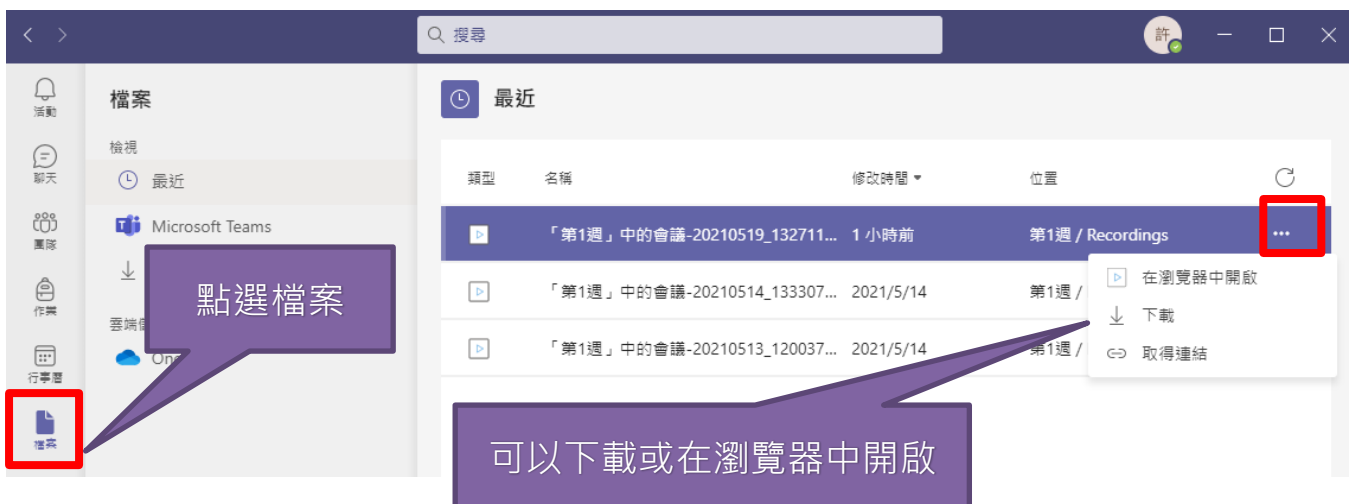 搜尋
許
活動
聊天
團隊
作業
行事曆
檔案
檔案
檢視
最近
Microsoft Teams
點選檔案
最近
類型 名稱 修改時間 位置
「第1週」中的會議-20210519_132711... 1 小時前 第1週 / Recordings ...
「第1週」中的會議-20210514_133307... 2021/5/14 第1週 /
「第1週」中的會議-20210513_120037... 2021/5/14 第1週 /
在瀏覽器中開啟
下載
取得連結
可以下載或在瀏覽器中開啟